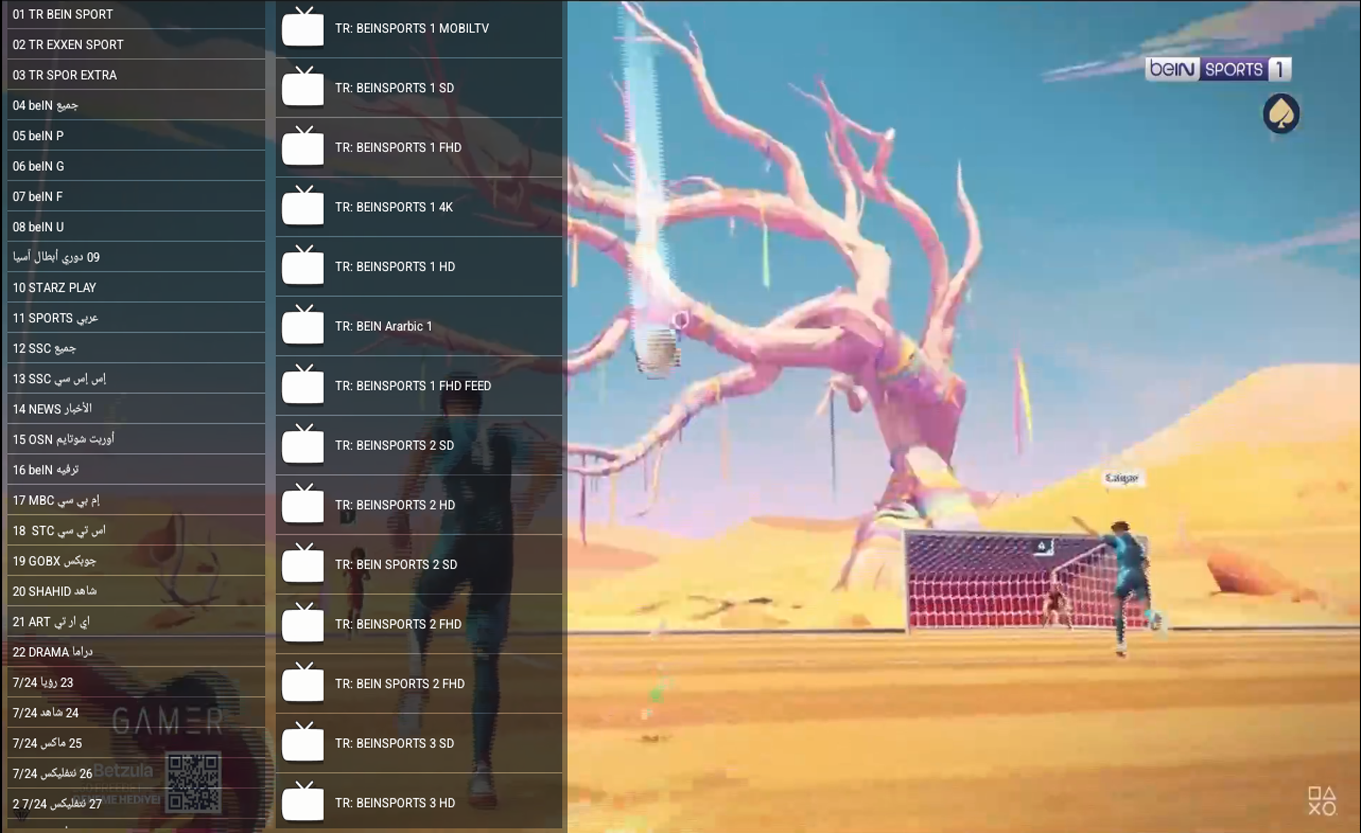 01 TR BEIN SPORT
02 TR EXXEN SPORT
03 TR SPOR EXTRA
04 beIN جميع
05 beIN P
06 beIN G
07 beIN F
08 beIN U
09 دوري أبطال آسيا
10 STARZ PLAY
11 SPORTS عربي
12 SSC جميع
13 SSC إس إس سي
14 NEWS الأخبار
15 OSN أوربت شوتايم
16 beIN ترفيه
17 MBC إم بي سي
18 STC اس تي سي
19 GOBX جوبكس
20 SHAHID شاهد
21 ART اي ار تي
22 DRAMA دراما
23 رؤيا 7/24
24 شاهد 7/24
25 ماكس 7/24
26 نتفليكس 7/24
27 نتفليكس 7/24 2
TR: BEINSPORTS 1 MOBILTV
TR: BEINSPORTS 1 SD
TR: BEINSPORTS 1 FHD
TR: BEINSPORTS 1 4K
TR: BEINSPORTS 1 HD
TR: BEIN Ararbic 1
TR: BEINSPORTS 1 FHD FEED
TR: BEINSPORTS 2 SD
TR: BEINSPORTS 2 HD
TR: BEIN SPORTS 2 SD
TR: BEINSPORTS 2 FHD
TR: BEIN SPORTS 2 FHD
TR: BEINSPORTS 3 SD
TR: BEINSPORTS 3 HD
beIN SPORTS 1
GAMER
Betzula
DENEME HEDİYE!